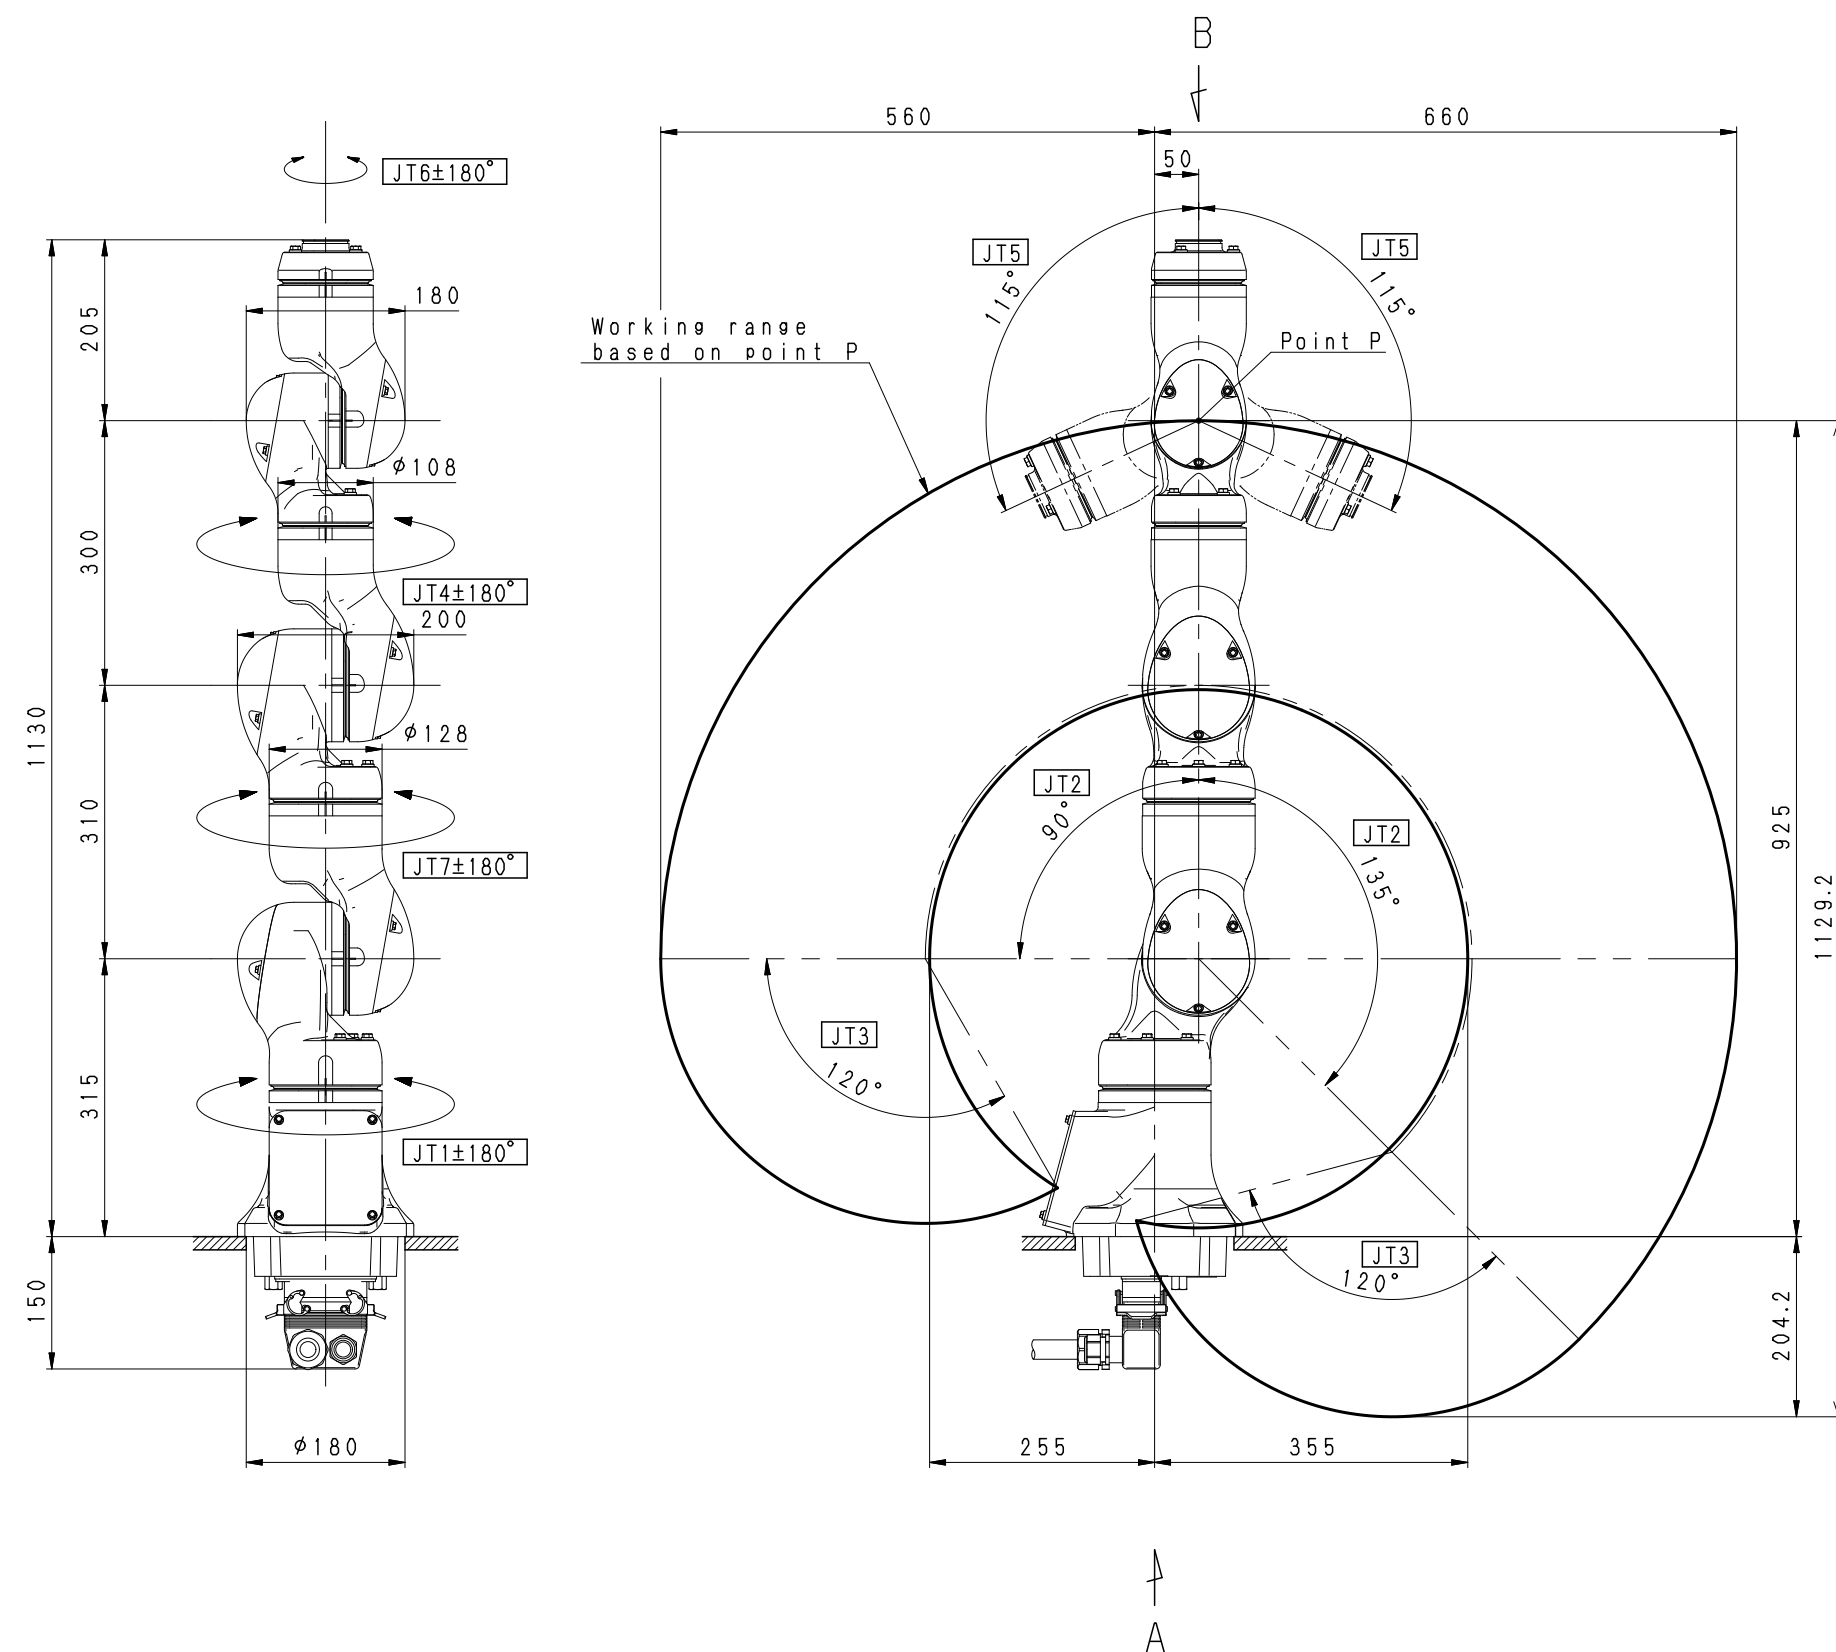 B
560
660
50
JT6±180°
JT5
115°
JT5
115°
180
205
Working range
based on point P
Point P
φ108
300
JT4±180°
200
1130
φ128
310
JT7±180°
JT2
90°
JT2
135°
925
1129.2
JT3
120°
315
JT1±180°
JT3
120°
150
204.2
φ180
255
355
A